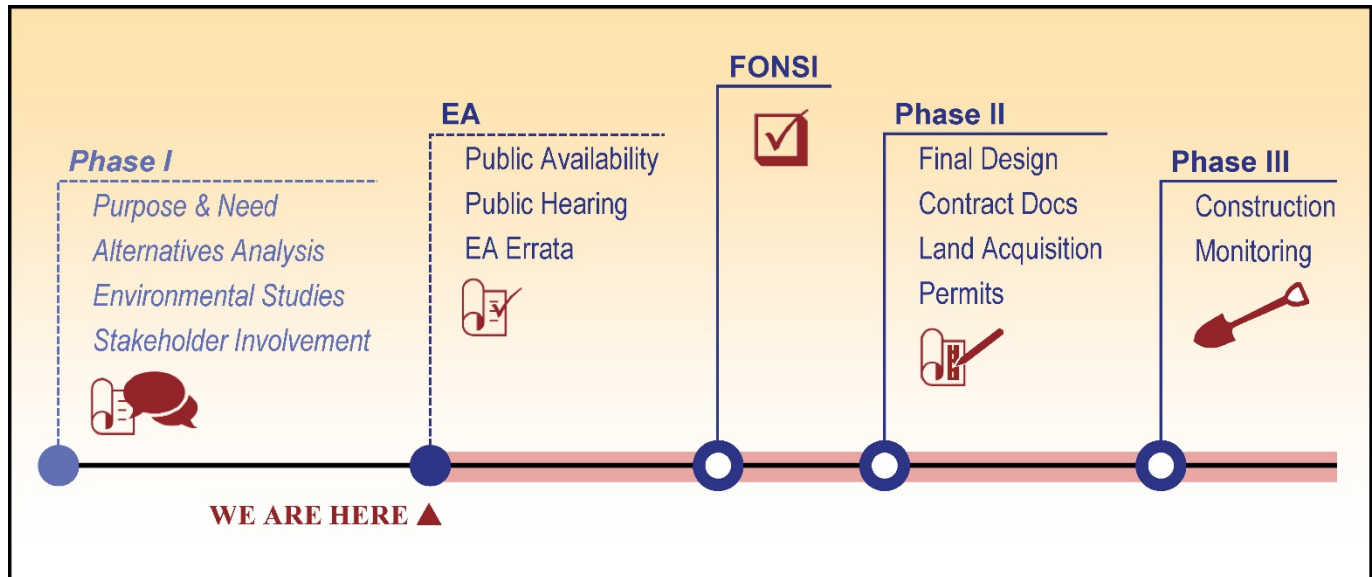 Phase I
Purpose & Need
Alternatives Analysis
Environmental Studies
Stakeholder Involvement
EA
Public Availability
Public Hearing
EA Errata
FONSI
Phase II
Final Design
Contract Docs
Land Acquisition
Permits
Phase III
Construction
Monitoring
WE ARE HERE ▲